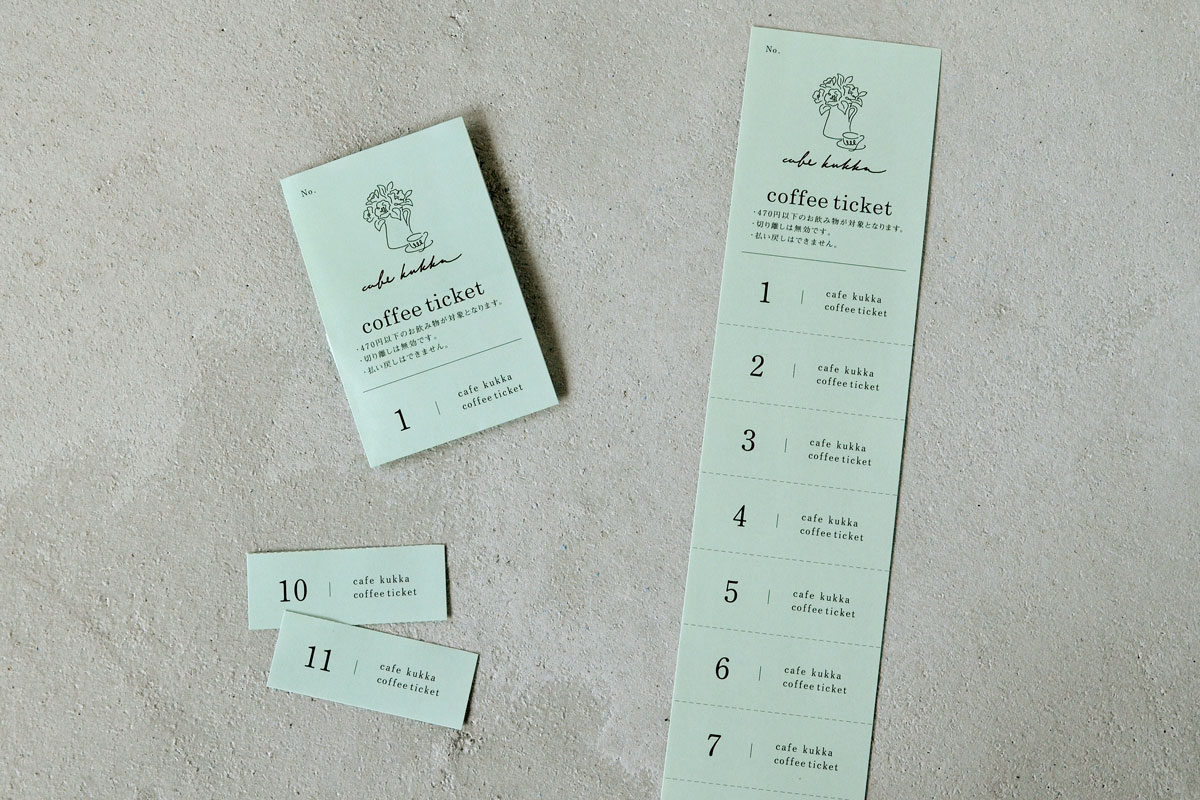 No.
cafe kukka
coffee ticket
・470円以下のお飲み物が対象となります。
・切り離しは無効です。
・払い戻しはできません。
1
cafe kukka
coffee ticket
10
cafe kukka
coffee ticket
11
cafe kukka
coffee ticket
No.
cafe kukka
coffee ticket
・470円以下のお飲み物が対象となります。
・切り離しは無効です。
・払い戻しはできません。
1
cafe kukka
coffee ticket
2
cafe kukka
coffee ticket
3
cafe kukka
coffee ticket
4
cafe kukka
coffee ticket
5
cafe kukka
coffee ticket
6
cafe kukka
coffee ticket
7
cafe kukka
coffee ticket